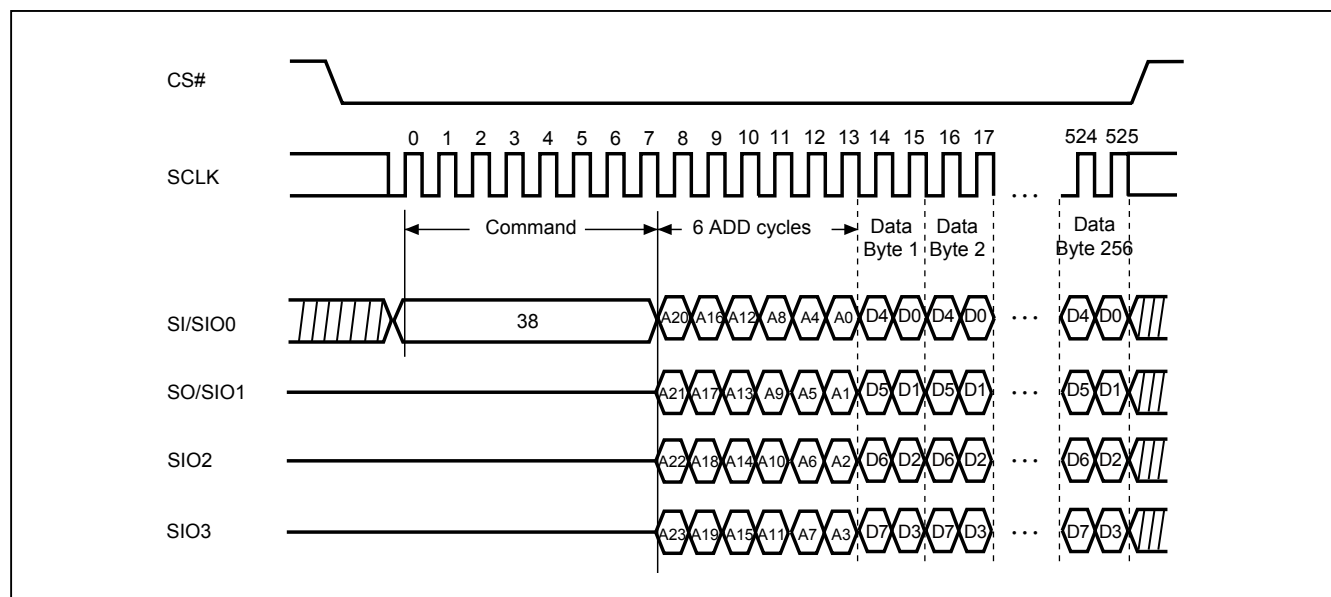 CS#
0 1 2 3 4 5 6 7 8 9 10 11 12 13 14 15 16 17 524 525
SCLK
...
Command 6 ADD cycles Data Data Data
Byte 1 Byte 2 Byte 256
SI/SIO0 38 A20 A16 A12 A8 A4 A0 D4 D0 D4 D0 ... D4 D0
SO/SIO1 A21 A17 A13 A9 A5 A1 D5 D1 D5 D1 ... D5 D1
SIO2 A22 A18 A14 A10 A6 A2 D6 D2 D6 D2 ... D6 D2
SIO3 A23 A19 A15 A11 A7 A3 D7 D3 D7 D3 ... D7 D3